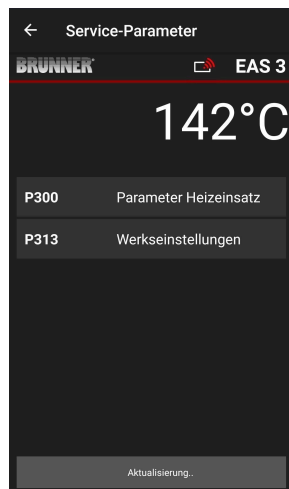 Service-Parameter
BRUNNER
EAS 3
142°C
P300 Parameter Heizeinsatz
P313 Werkseinstellungen
Aktualisierung..